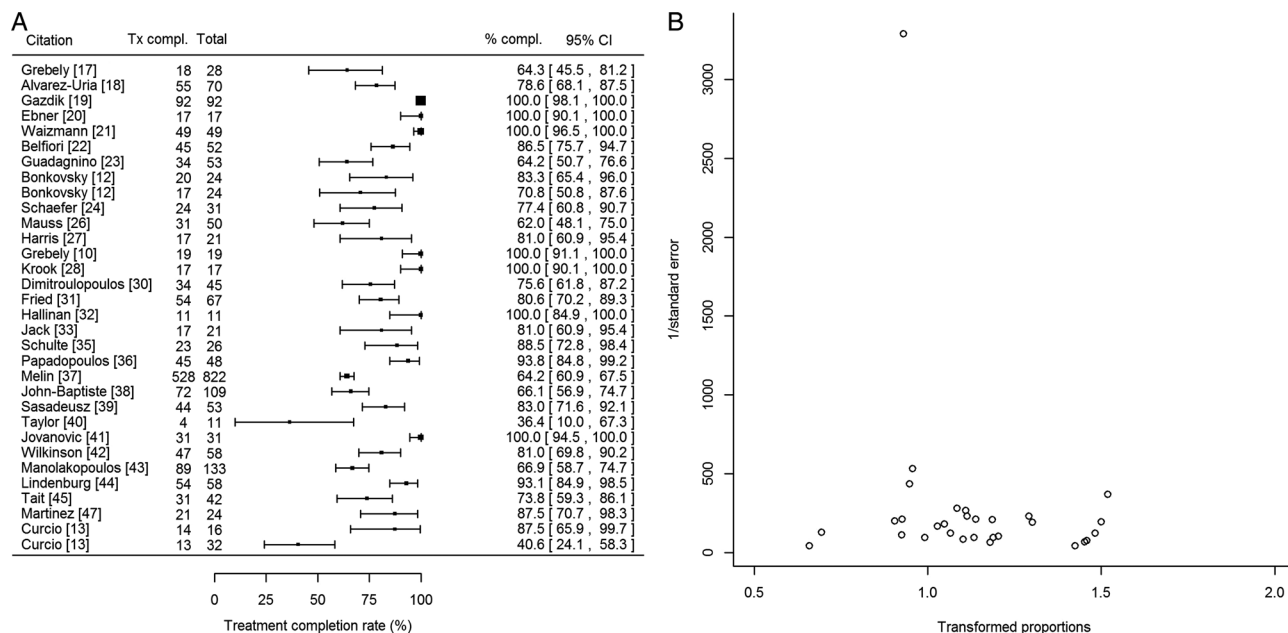 A
Citation Tx compl. Total % compl. 95% CI
Grebely [17] 18 28 64.3 [ 45.5 , 81.2 ]
Alvarez-Uria [18] 55 70 78.6 [ 68.1 , 87.5 ]
Gazdik [19] 92 92 100.0 [ 98.1 , 100.0 ]
Ebner [20] 17 17 100.0 [ 90.1 , 100.0 ]
Waizmann [21] 49 49 100.0 [ 96.5 , 100.0 ]
Belfiori [22] 45 52 86.5 [ 75.7 , 94.7 ]
Guadagnino [23] 34 53 64.2 [ 50.7 , 76.6 ]
Bonkovsky [12] 20 24 83.3 [ 65.4 , 96.0 ]
Bonkovsky [12] 17 24 70.8 [ 50.8 , 87.6 ]
Schaefer [24] 24 31 77.4 [ 60.8 , 90.7 ]
Mauss [26] 31 50 62.0 [ 48.1 , 75.0 ]
Harris [27] 17 21 81.0 [ 60.9 , 95.4 ]
Grebely [10] 19 19 100.0 [ 91.1 , 100.0 ]
Krook [28] 17 17 100.0 [ 90.1 , 100.0 ]
Dimitroulopoulos [30] 34 45 75.6 [ 61.8 , 87.2 ]
Fried [31] 54 67 80.6 [ 70.2 , 89.3 ]
Hallinan [32] 11 11 100.0 [ 84.9 , 100.0 ]
Jack [33] 17 21 81.0 [ 60.9 , 95.4 ]
Schulte [35] 23 26 88.5 [ 72.8 , 98.4 ]
Papadopoulos [36] 45 48 93.8 [ 84.8 , 99.2 ]
Melin [37] 528 822 64.2 [ 60.9 , 67.5 ]
John-Baptiste [38] 72 109 66.1 [ 56.9 , 74.7 ]
Sasadeusz [39] 44 53 83.0 [ 71.6 , 92.1 ]
Taylor [40] 4 11 36.4 [ 10.0 , 67.3 ]
Jovanovic [41] 31 31 100.0 [ 94.5 , 100.0 ]
Wilkinson [42] 47 58 81.0 [ 69.8 , 90.2 ]
Manolakopoulos [43] 89 133 66.9 [ 58.7 , 74.7 ]
Lindenburg [44] 54 58 93.1 [ 84.9 , 98.5 ]
Tait [45] 31 42 73.8 [ 59.3 , 86.1 ]
Martinez [47] 21 24 87.5 [ 70.7 , 98.3 ]
Curcio [13] 14 16 87.5 [ 65.9 , 99.7 ]
Curcio [13] 13 32 40.6 [ 24.1 , 58.3 ]
0 25 50 75 100
Treatment completion rate (%)
B
1/standard error
3000
2500
2000
1500
1000
500
0
0.5 1.0 1.5 2.0
Transformed proportions